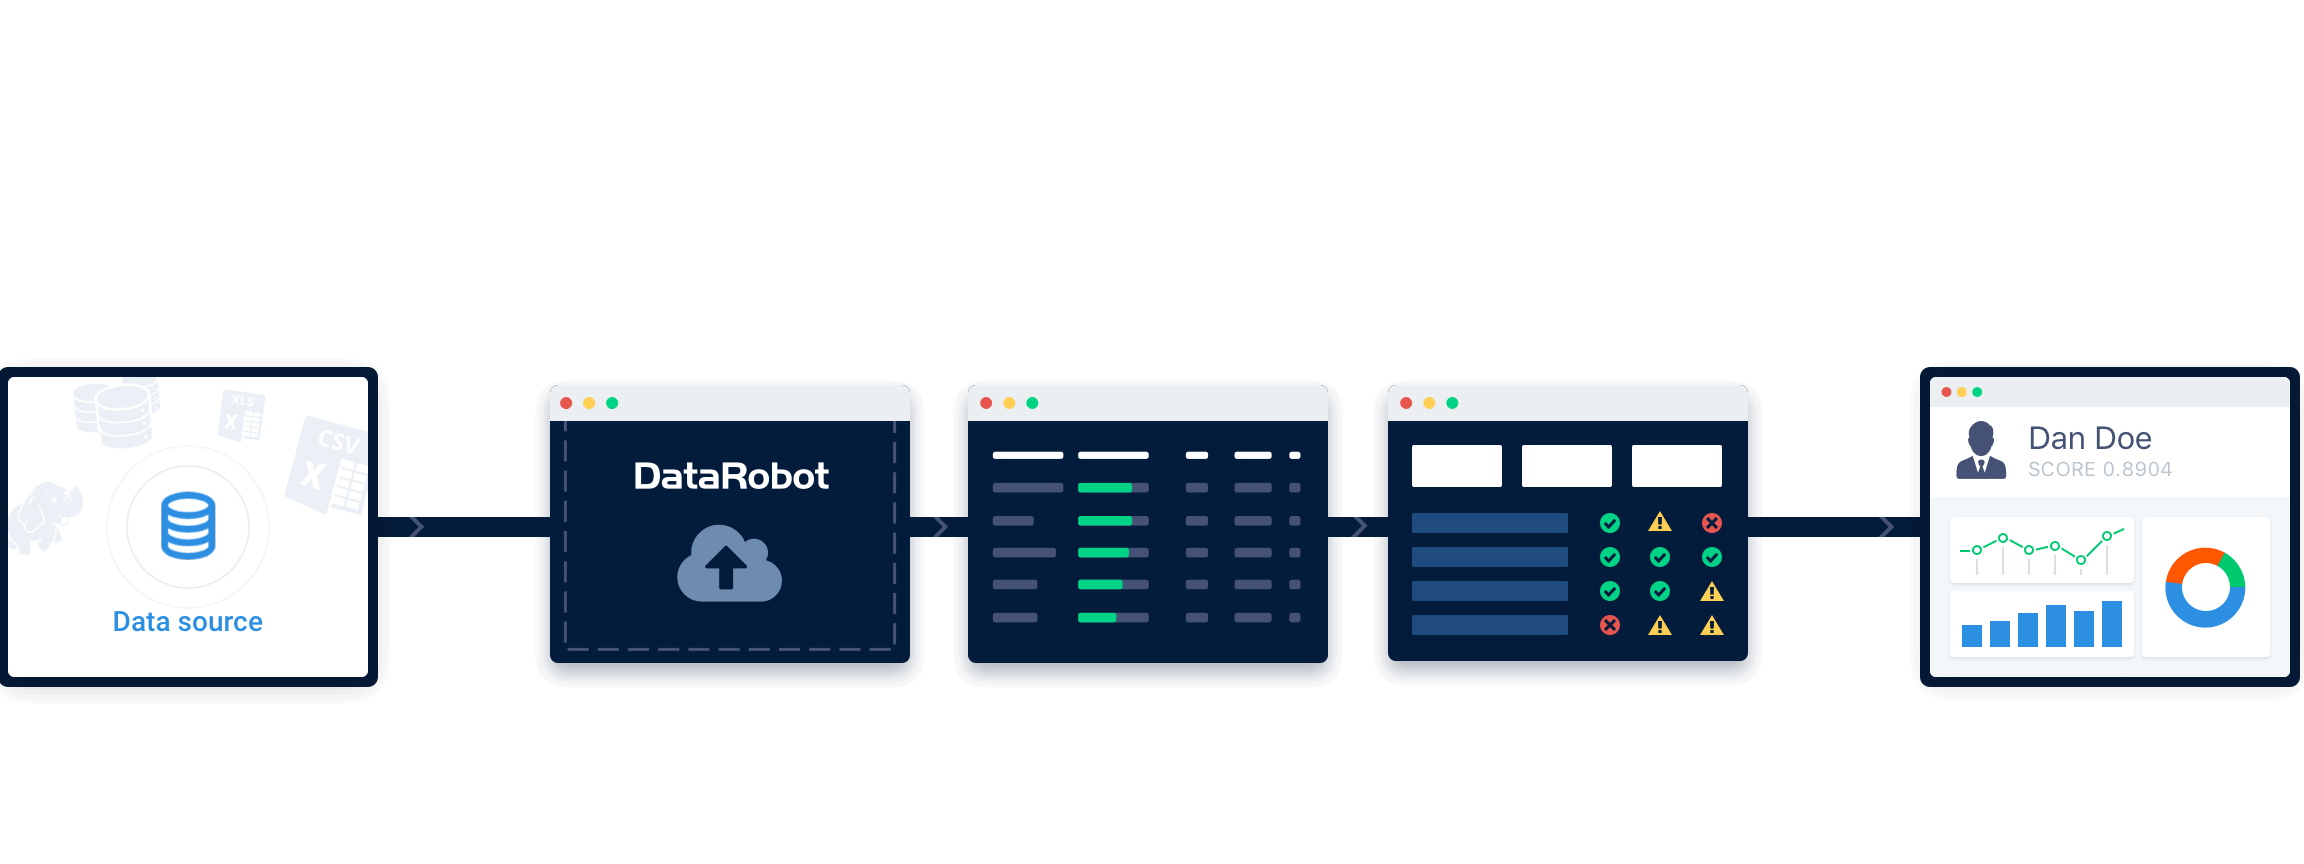 XLS
X
CSV
X
Data source
DataRobot
Dan Doe
SCORE 0.8904